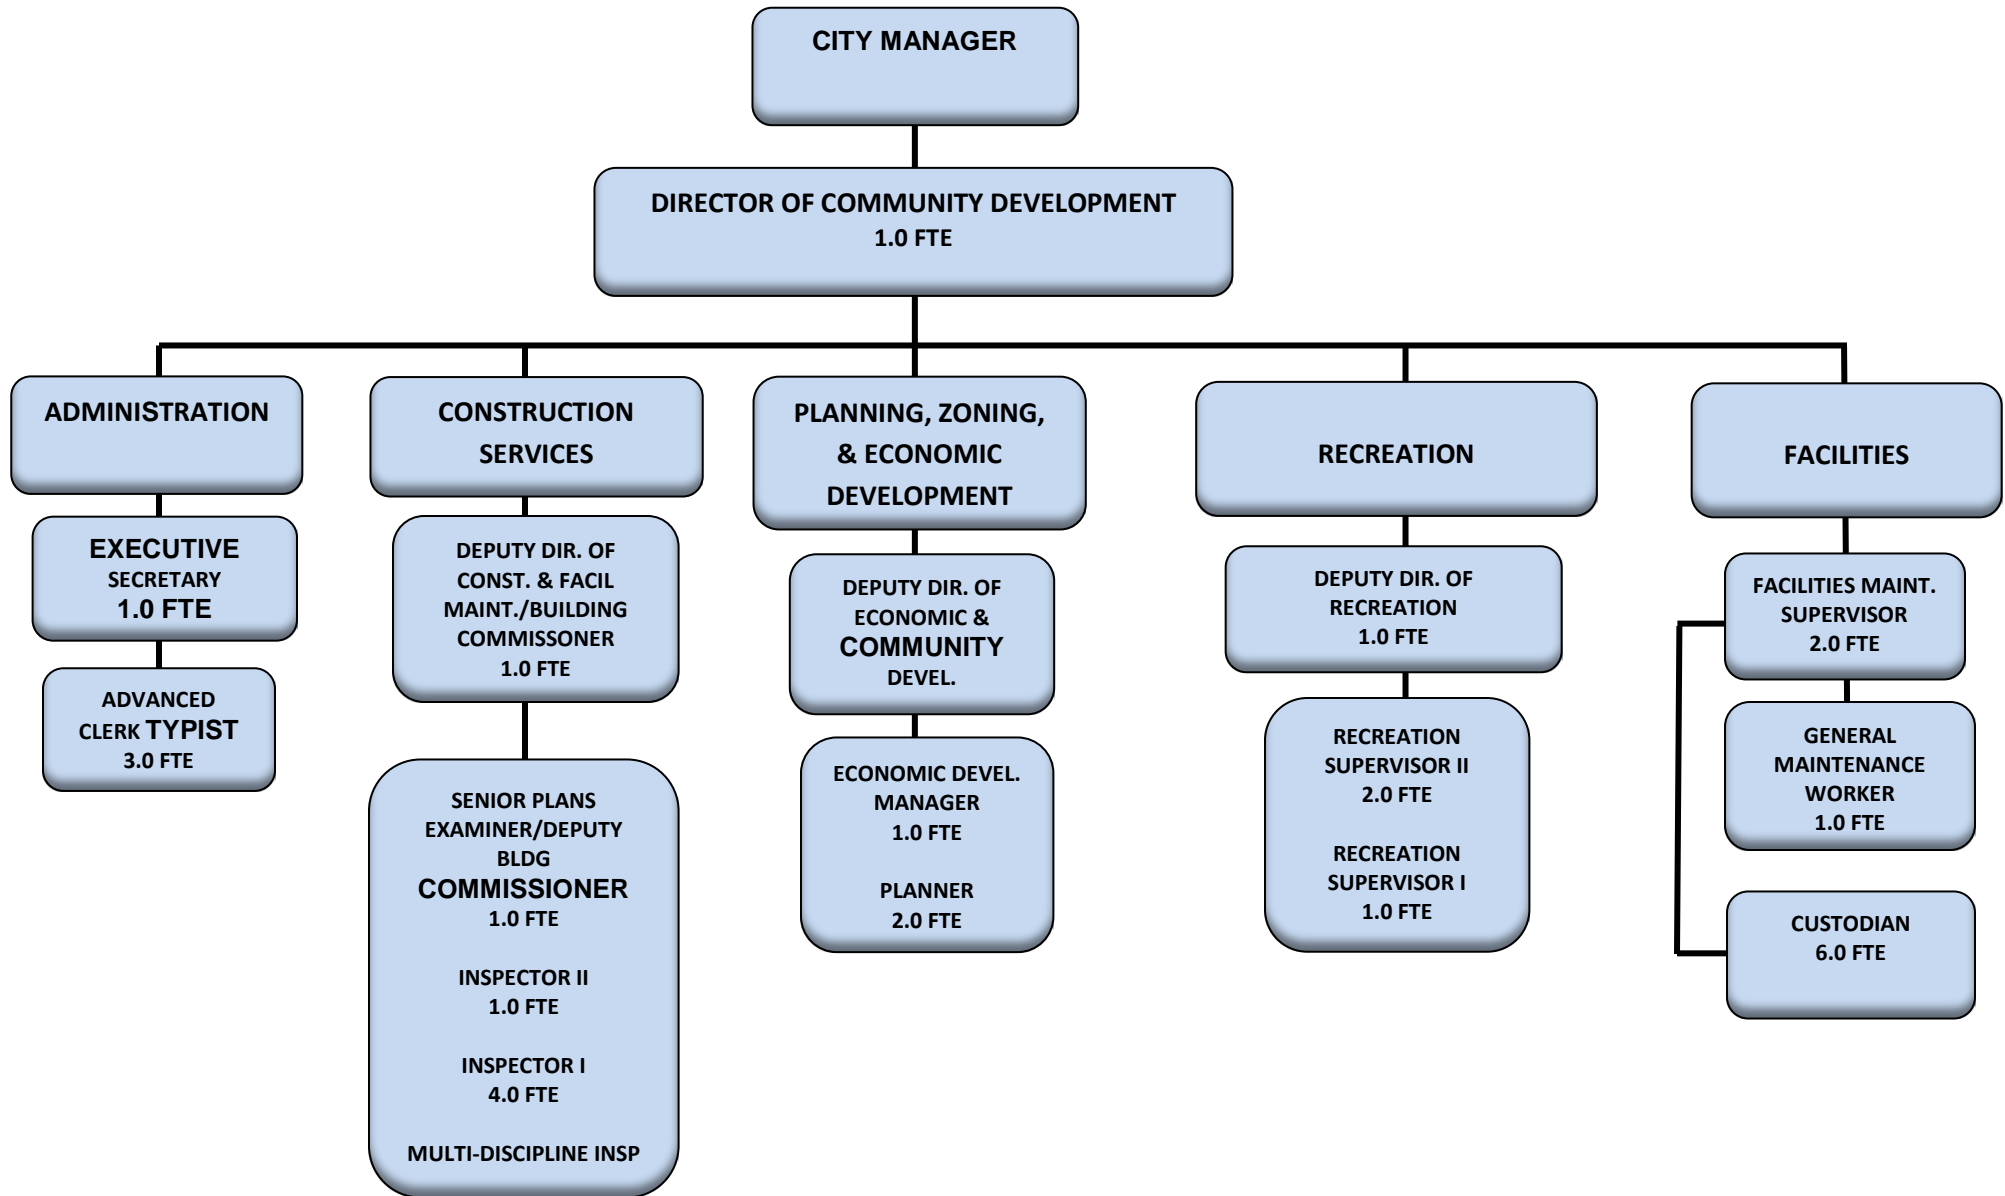 CITY MANAGER
DIRECTOR OF COMMUNITY DEVELOPMENT
1.0 FTE
ADMINISTRATION
EXECUTIVE
SECRETARY
1.0 FTE
ADVANCED
CLERK TYPIST
3.0 FTE
CONSTRUCTION
SERVICES
DEPUTY DIR. OF
CONST. & FACIL
MAINT./BUILDING
COMMISSONER
1.0 FTE
SENIOR PLANS
EXAMINER/DEPUTY
BLDG
COMMISSIONER
1.0 FTE
INSPECTOR II
1.0 FTE
INSPECTOR I
4.0 FTE
MULTI-DISCIPLINE INSP
PLANNING, ZONING,
& ECONOMIC
DEVELOPMENT
DEPUTY DIR. OF
ECONOMIC &
COMMUNITY
DEVEL.
ECONOMIC DEVEL.
MANAGER
1.0 FTE
PLANNER
2.0 FTE
RECREATION
DEPUTY DIR. OF
RECREATION
1.0 FTE
RECREATION
SUPERVISOR II
2.0 FTE
RECREATION
SUPERVISOR I
1.0 FTE
FACILITIES
FACILITIES MAINT.
SUPERVISOR
2.0 FTE
GENERAL
MAINTENANCE
WORKER
1.0 FTE
CUSTODIAN
6.0 FTE